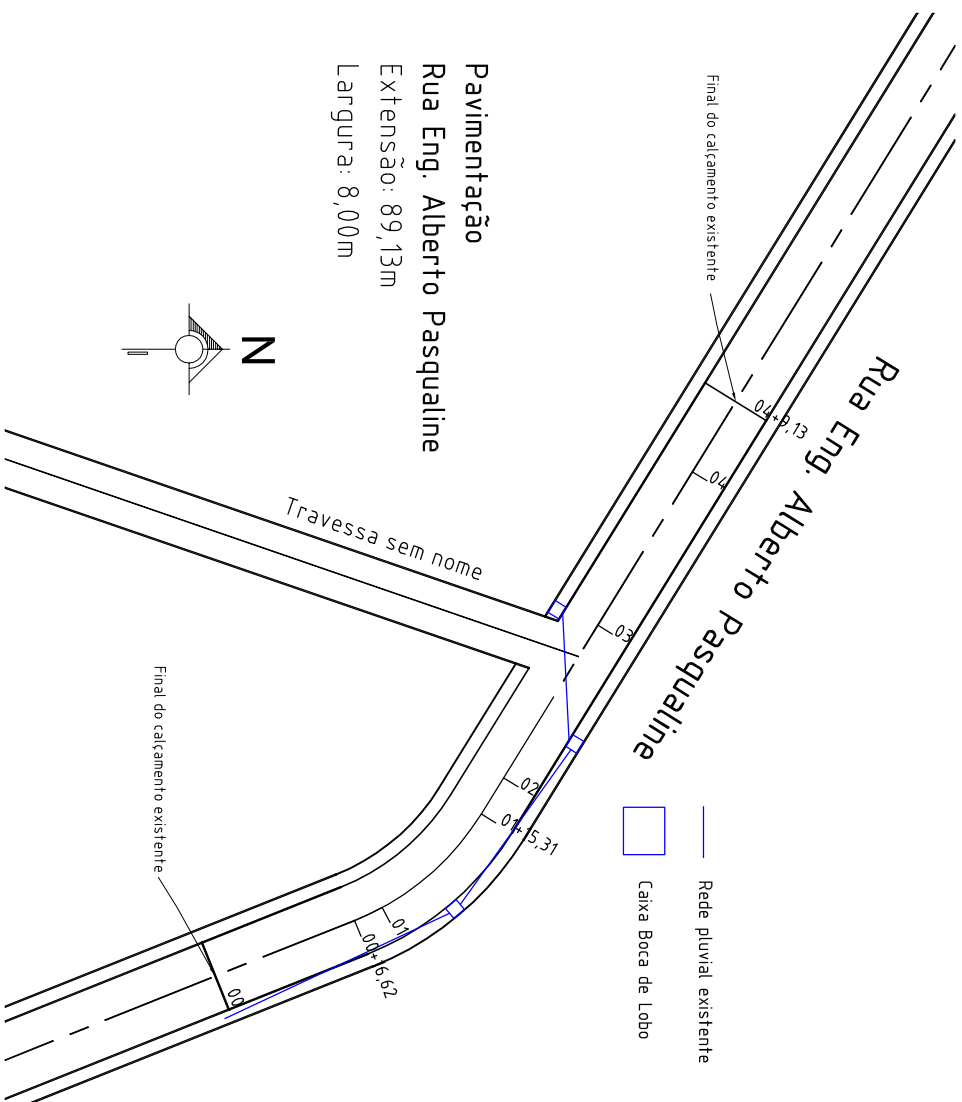 Pavimentação
Rua Eng. Alberto Pasqualine
Extensão: 89,13m
Largura: 8,00m
N
Final do calçamento existente
Rua Eng. Alberto Pasqualine
04+9,13
04
03
02
01+15,31
01
00+16,62
00
Travessa sem nome
Final do calçamento existente
Rede pluvial existente
Caixa Boca de Lobo